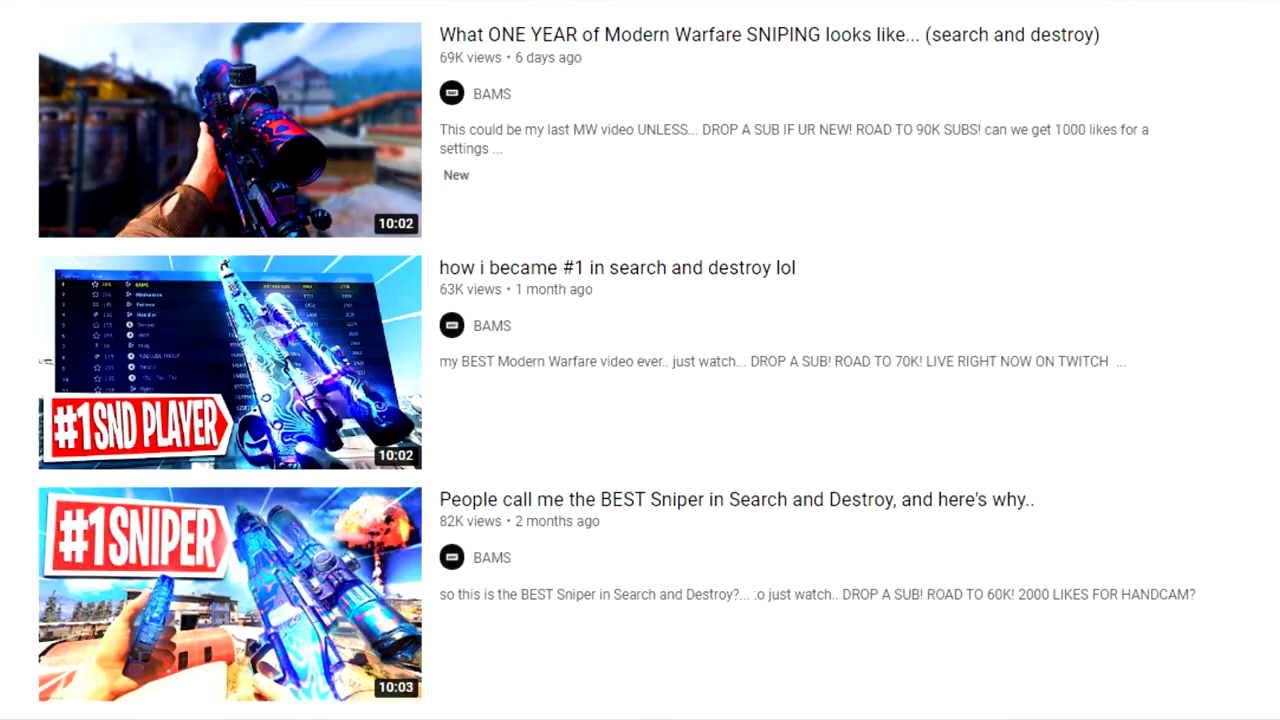 What ONE YEAR of Modern Warfare SNIPING looks like... (search and destroy)
69K views • 6 days ago
BAMS
This could be my last MW video UNLESS... DROP A SUB IF UR NEW! ROAD TO 90K SUBS! can we get 1000 likes for a
settings ...
New
10:02
how i became #1 in search and destroy lol
63K views • 1 month ago
BAMS
my BEST Modern Warfare video ever.. just watch... DROP A SUB! ROAD TO 70K! LIVE RIGHT NOW ON TWITCH ...
#1 SND PLAYER
10:02
People call me the BEST Sniper in Search and Destroy, and here's why..
82K views • 2 months ago
BAMS
so this is the BEST Sniper in Search and Destroy?... :o just watch.. DROP A SUB! ROAD TO 60K! 2000 LIKES FOR HANDCAM?
#1 SNIPER
10:03